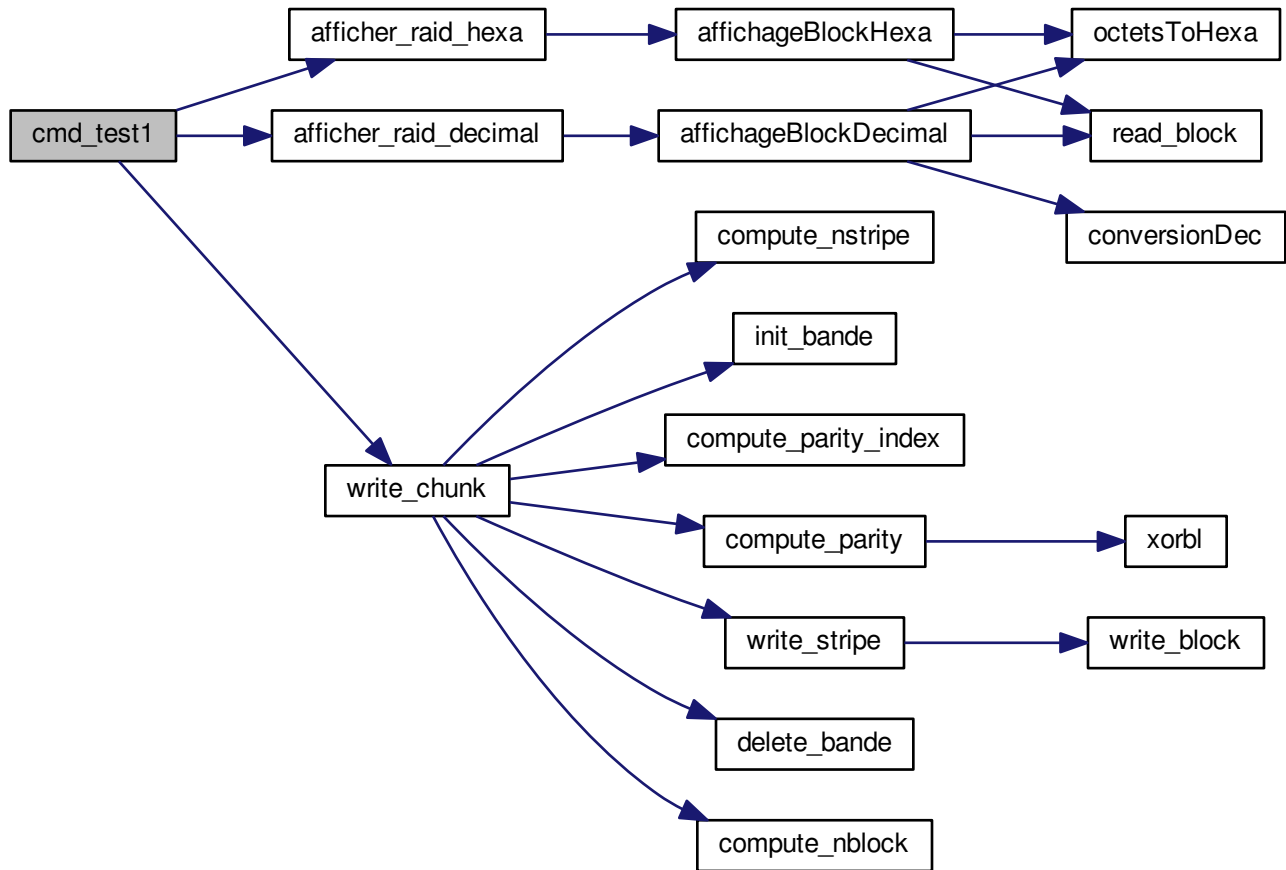 afficher_raid_hexa
affichageBlockHexa
octetsToHexa
cmd_test1
afficher_raid_decimal
affichageBlockDecimal
read_block
compute_nstripe
conversionDec
init_bande
compute_parity_index
write_chunk
compute_parity
xorbl
write_stripe
write_block
delete_bande
compute_nblock